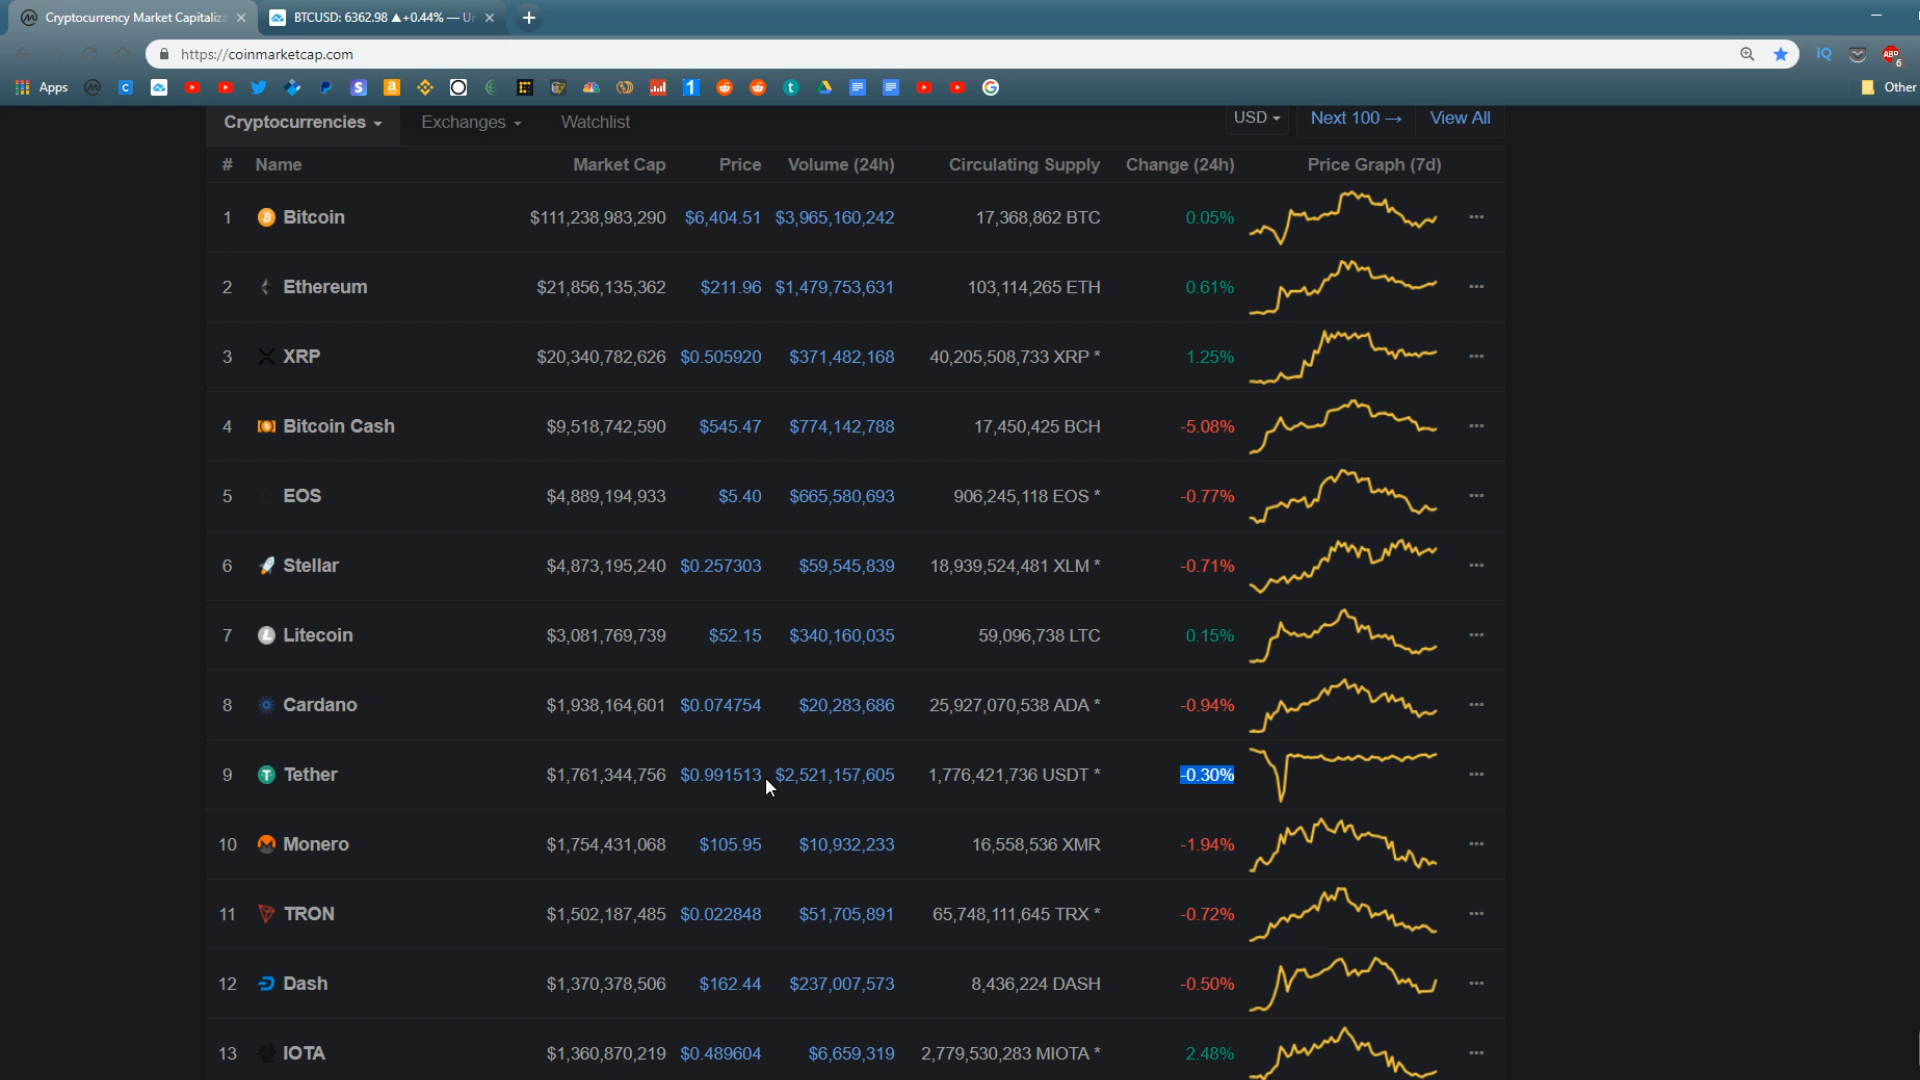 Cryptocurrency Market Capitaliza
BTCUSD: 6362.98 ▲+0.44% — Un
https://coinmarketcap.com
IQ
ABP
6
Apps
Other
Cryptocurrencies Exchanges Watchlist USD Next 100 → View All
# Name Market Cap Price Volume (24h) Circulating Supply Change (24h) Price Graph (7d)
1 Bitcoin $111,238,983,290 $6,404.51 $3,965,160,242 17,368,862 BTC 0.05%
2 Ethereum $21,856,135,362 $211.96 $1,479,753,631 103,114,265 ETH 0.61%
3 XRP $20,340,782,626 $0.505920 $371,482,168 40,205,508,733 XRP * 1.25%
4 Bitcoin Cash $9,518,742,590 $545.47 $774,142,788 17,450,425 BCH -5.08%
5 EOS $4,889,194,933 $5.40 $665,580,693 906,245,118 EOS * -0.77%
6 Stellar $4,873,195,240 $0.257303 $59,545,839 18,939,524,481 XLM * -0.71%
7 Litecoin $3,081,769,739 $52.15 $340,160,035 59,096,738 LTC 0.15%
8 Cardano $1,938,164,601 $0.074754 $20,283,686 25,927,070,538 ADA * -0.94%
9 Tether $1,761,344,756 $0.991513 $2,521,157,605 1,776,421,736 USDT * -0.30%
10 Monero $1,754,431,068 $105.95 $10,932,233 16,558,536 XMR -1.94%
11 TRON $1,502,187,485 $0.022848 $51,705,891 65,748,111,645 TRX * -0.72%
12 Dash $1,370,378,506 $162.44 $237,007,573 8,436,224 DASH -0.50%
13 IOTA $1,360,870,219 $0.489604 $6,659,319 2,779,530,283 MIOTA * 2.48%